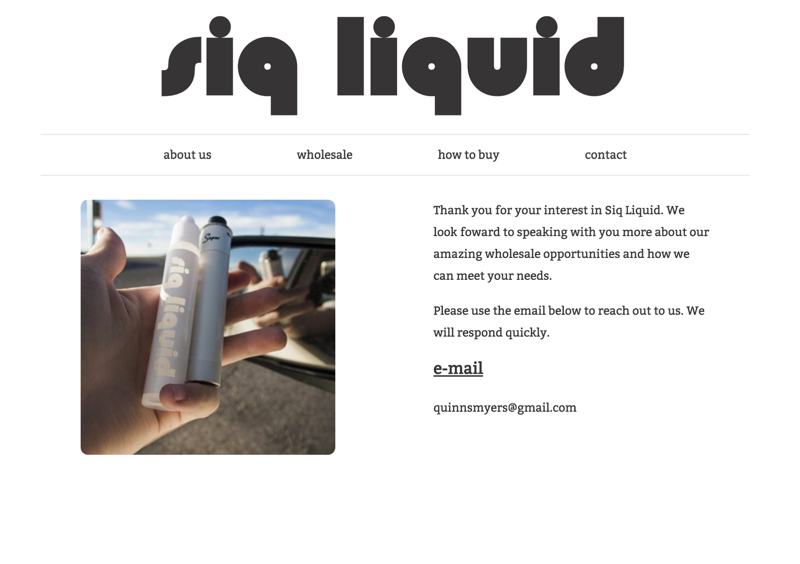 siq liquid
about us wholesale how to buy contact
siq liquid
Thank you for your interest in Siq Liquid. We
look foward to speaking with you more about our
amazing wholesale opportunities and how we
can meet your needs.
Please use the email below to reach out to us. We
will respond quickly.
e-mail
quinnsmyers@gmail.com